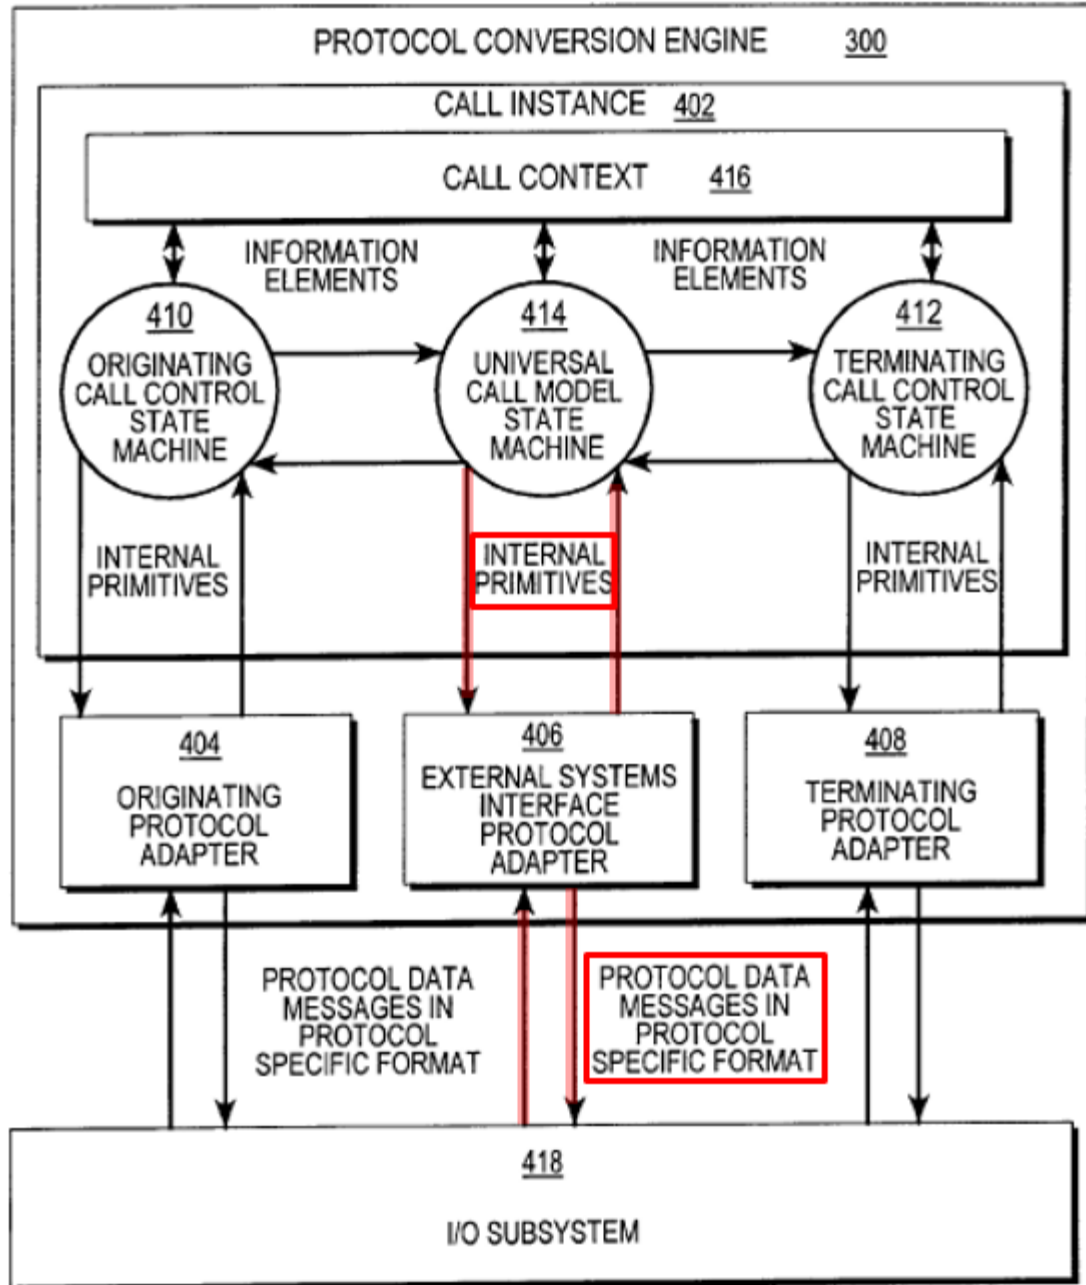 PROTOCOL CONVERSION ENGINE 300
CALL INSTANCE 402
CALL CONTEXT 416
INFORMATION
ELEMENTS
INFORMATION
ELEMENTS
410
ORIGINATING
CALL CONTROL
STATE
MACHINE
414
UNIVERSAL
CALL MODEL
STATE
MACHINE
412
TERMINATING
CALL CONTROL
STATE
MACHINE
INTERNAL
PRIMITIVES
INTERNAL
PRIMITIVES
INTERNAL
PRIMITIVES
404
ORIGINATING
PROTOCOL
ADAPTER
406
EXTERNAL SYSTEMS
INTERFACE
PROTOCOL
ADAPTER
408
TERMINATING
PROTOCOL
ADAPTER
PROTOCOL DATA
MESSAGES IN
PROTOCOL
SPECIFIC FORMAT
PROTOCOL DATA
MESSAGES IN
PROTOCOL
SPECIFIC FORMAT
418
I/O SUBSYSTEM